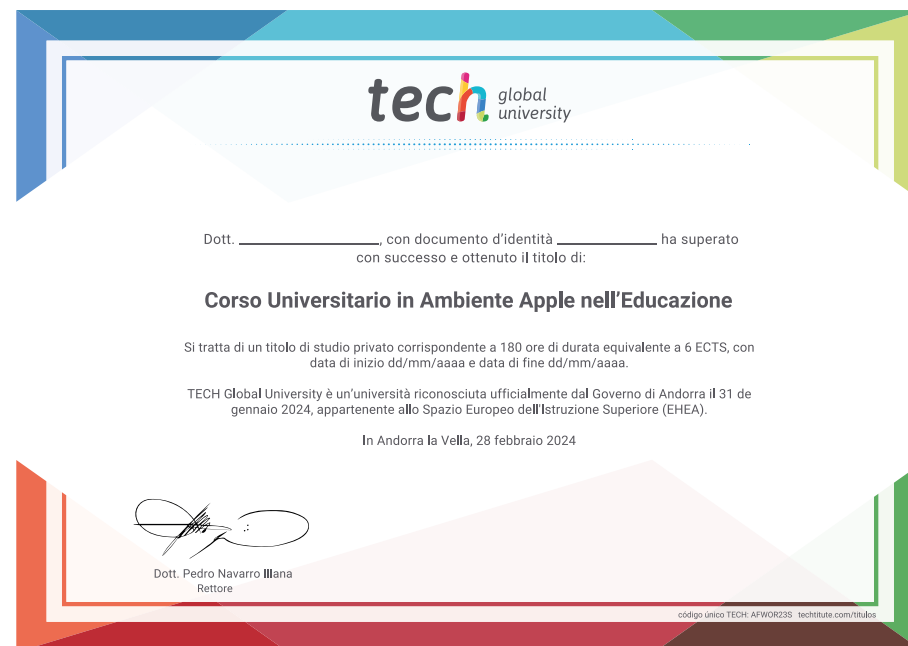 tech global university
Dott. ____________, con documento d'identità __________ ha superato
con successo e ottenuto il titolo di:
Corso Universitario in Ambiente Apple nell'Educazione
Si tratta di un titolo di studio privato corrispondente a 180 ore di durata equivalente a 6 ECTS, con
data di inizio dd/mm/aaaa e data di fine dd/mm/aaaa.
TECH Global University è un'università riconosciuta ufficialmente dal Governo di Andorra il 31 de
gennaio 2024, appartenente allo Spazio Europeo dell'Istruzione Superiore (EHEA).
In Andorra la Vella, 28 febbraio 2024
Dott. Pedro Navarro Illana
Rettore
código único TECH: AFWOR23S techtitute.com/titulos